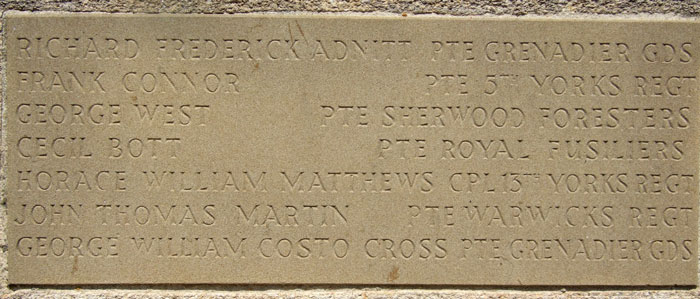 RICHARD FREDERICK ADNITT PTE GRENADIER GDS
FRANK CONNOR PTE 5TH YORKS REGT
GEORGE WEST PTE SHERWOOD FORESTERS
CECIL BOTT PTE ROYAL FUSILIERS
HORACE WILLIAM MATTHEWS CPL 13TH YORKS REGT
JOHN THOMAS MARTIN PTE WARWICKS REGT
GEORGE WILLIAM COSTO CROSS PTE GRENADIER GDS